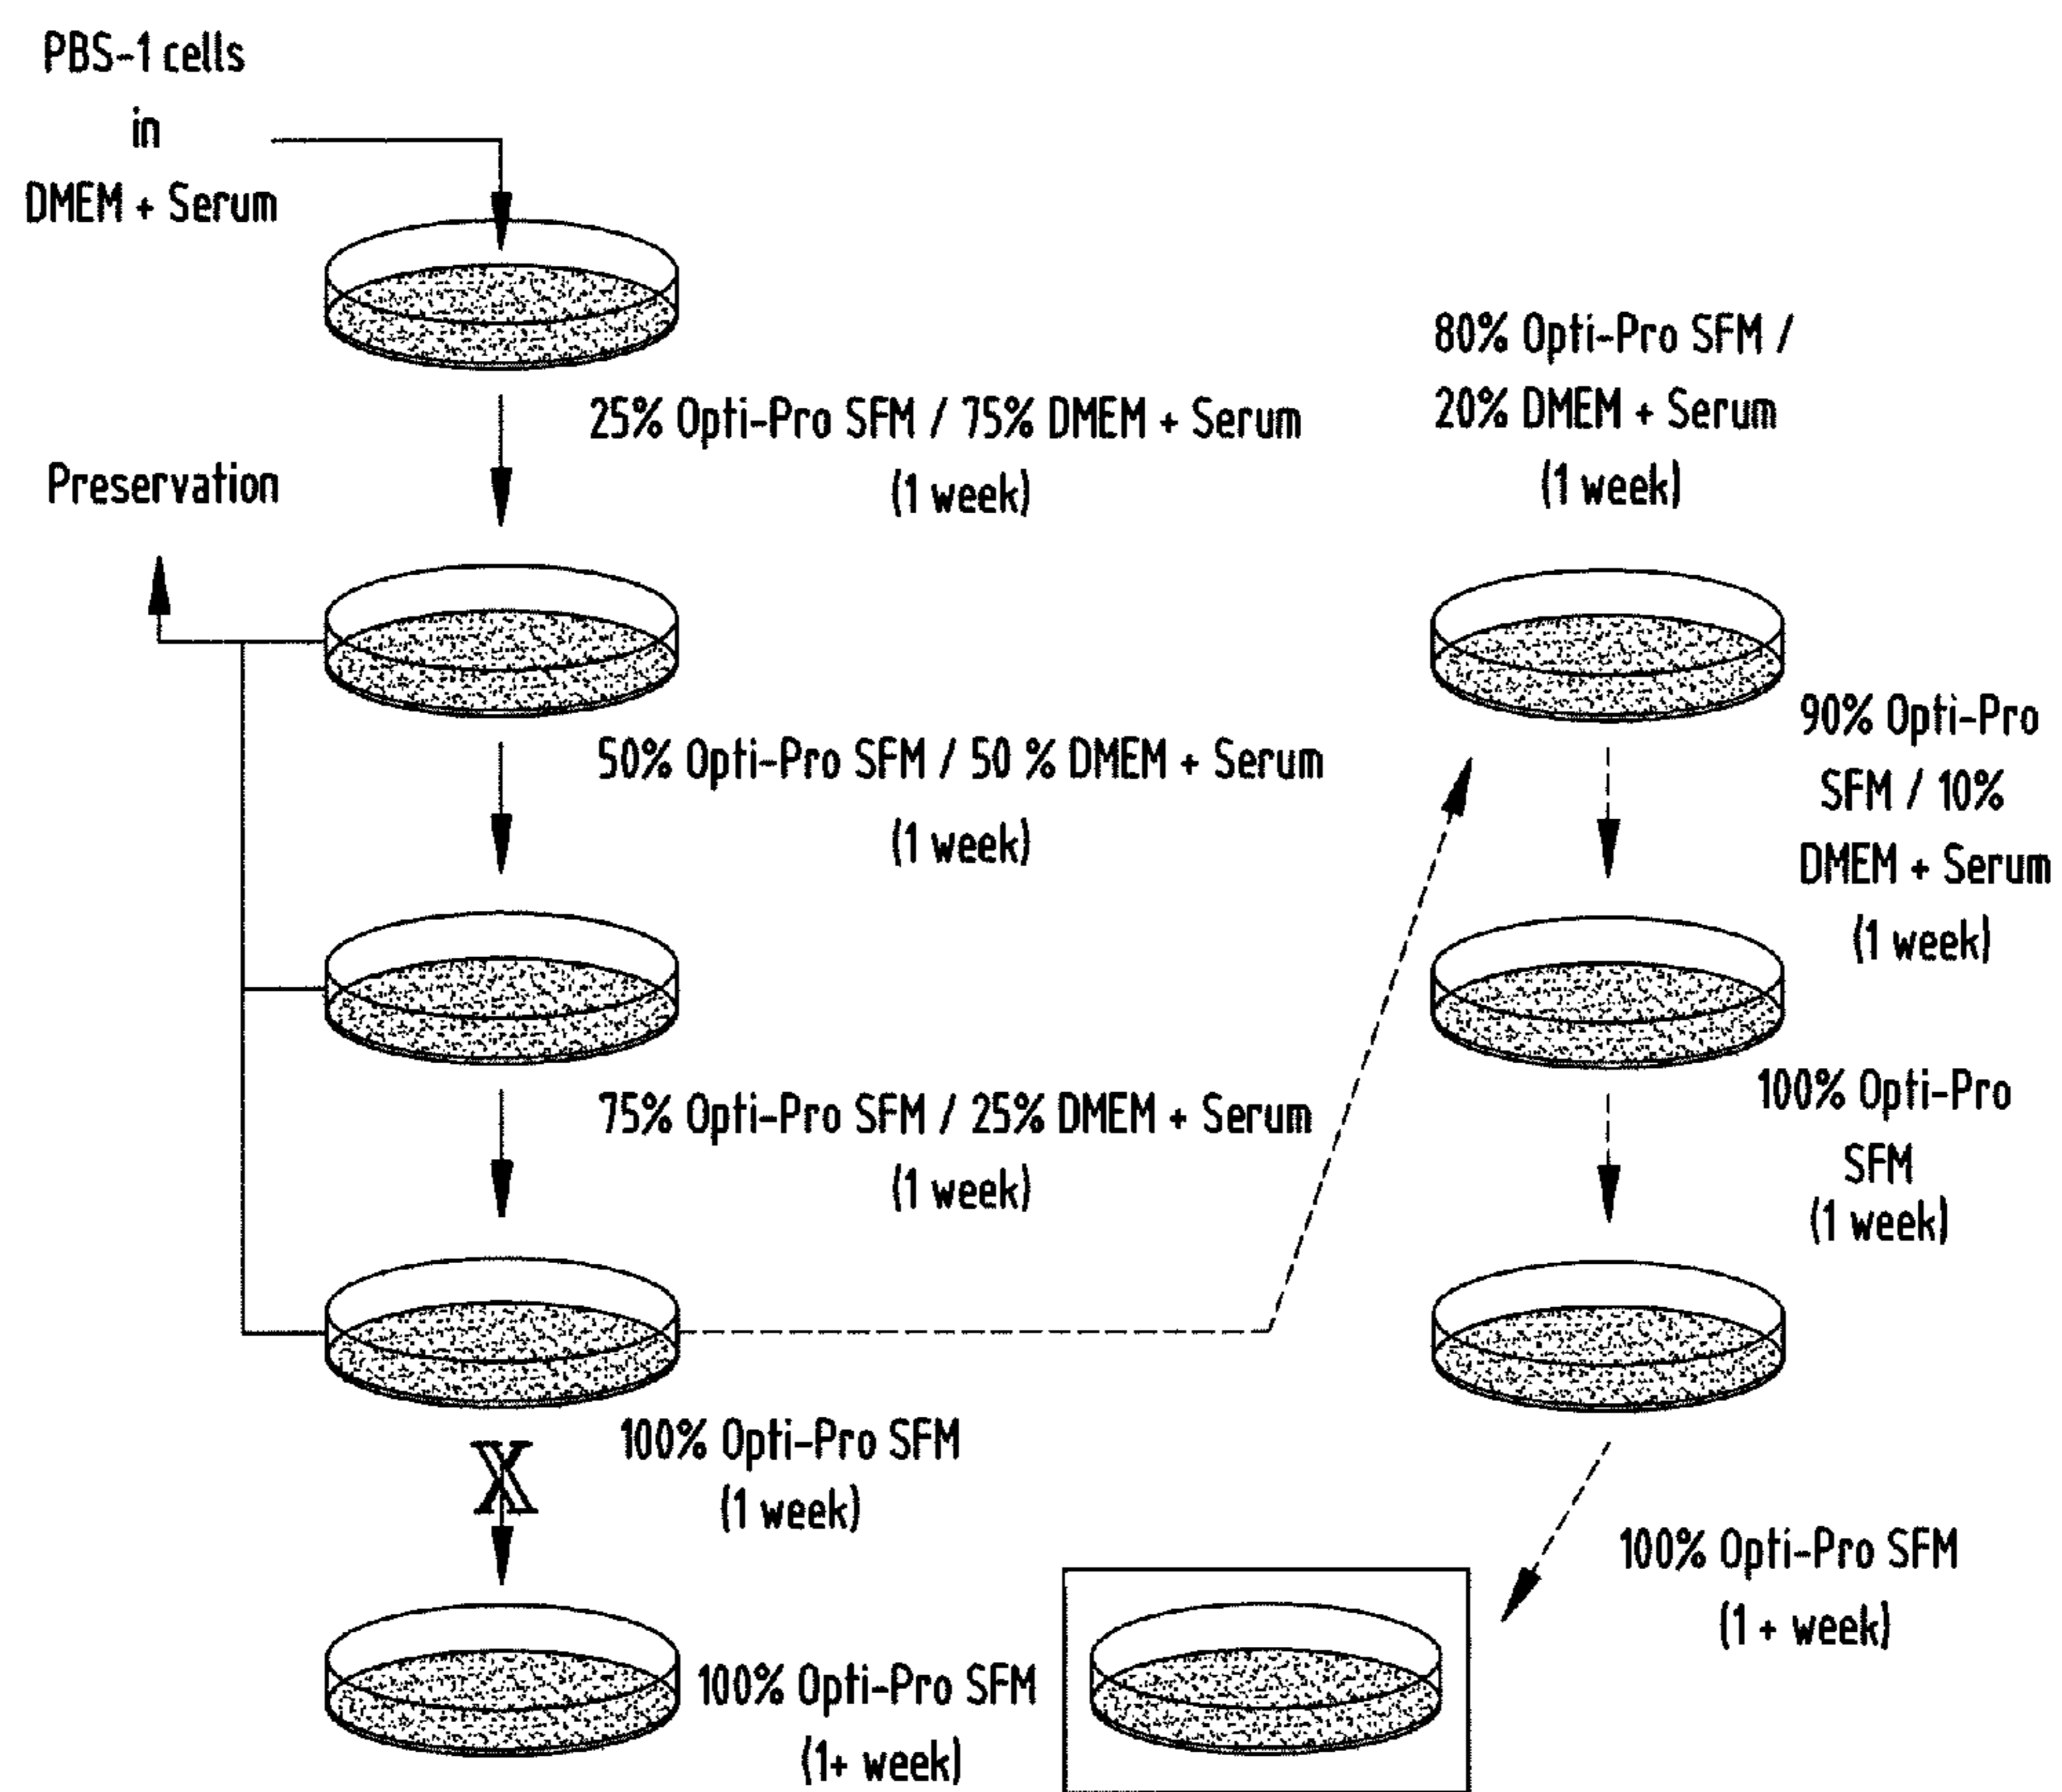 PBS-1 cells
in
DMEM + Serum
25% Opti-Pro SFM / 75% DMEM + Serum
(1 week)
Preservation
50% Opti-Pro SFM / 50 % DMEM + Serum
(1 week)
75% Opti-Pro SFM / 25% DMEM + Serum
(1 week)
100% Opti-Pro SFM
(1 week)
X
100% Opti-Pro SFM
(1+ week)
80% Opti-Pro SFM /
20% DMEM + Serum
(1 week)
90% Opti-Pro
SFM / 10%
DMEM + Serum
(1 week)
100% Opti-Pro
SFM
(1 week)
100% Opti-Pro SFM
(1 + week)